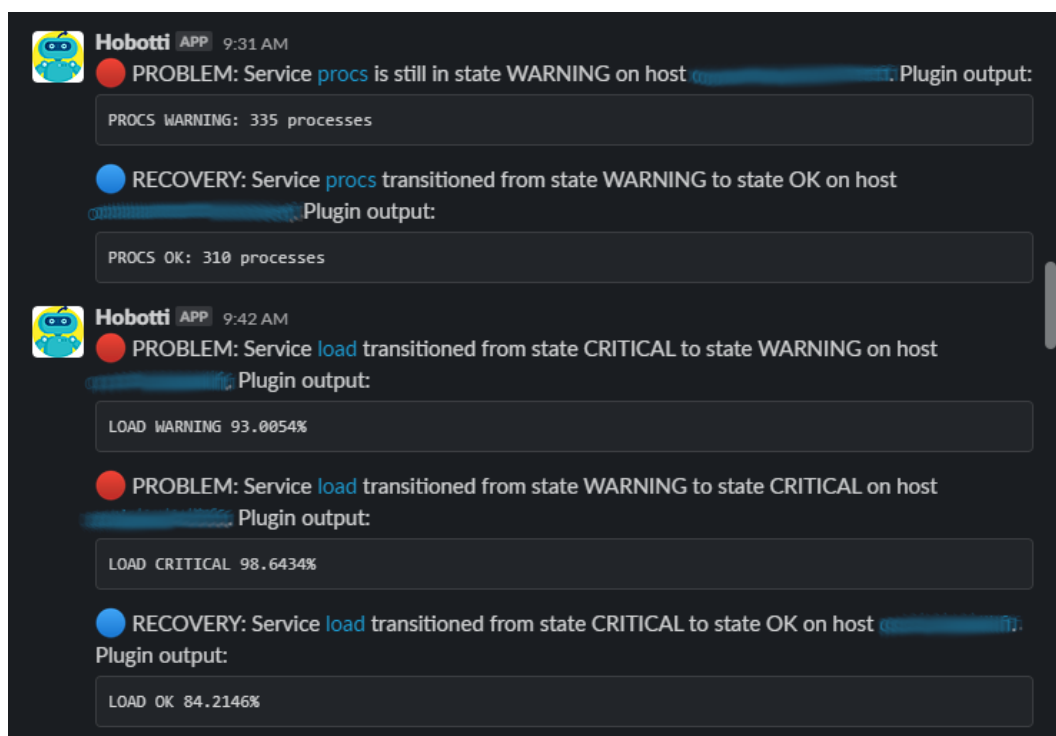 Hobotti APP 9:31 AM
PROBLEM: Service procs is still in state WARNING on host . Plugin output:
PROCS WARNING: 335 processes
RECOVERY: Service procs transitioned from state WARNING to state OK on host
. Plugin output:
PROCS OK: 310 processes
Hobotti APP 9:42 AM
PROBLEM: Service load transitioned from state CRITICAL to state WARNING on host
. Plugin output:
LOAD WARNING 93.0054%
PROBLEM: Service load transitioned from state WARNING to state CRITICAL on host
. Plugin output:
LOAD CRITICAL 98.6434%
RECOVERY: Service load transitioned from state CRITICAL to state OK on host .
Plugin output:
LOAD OK 84.2146%